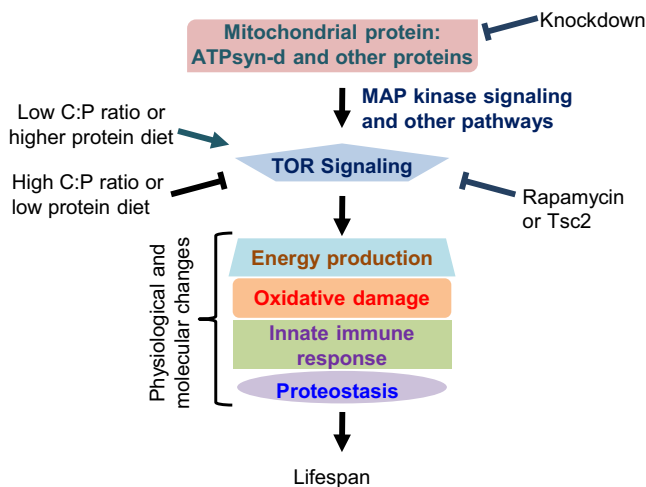 Mitochondrial protein:
ATPsyn-d and other proteins
Knockdown
MAP kinase signaling
and other pathways
Low C:P ratio or
higher protein diet
TOR Signaling
High C:P ratio or
low protein diet
Rapamycin
or Tsc2
Physiological and
molecular changes
Energy production
Oxidative damage
Innate immune
response
Proteostasis
Lifespan